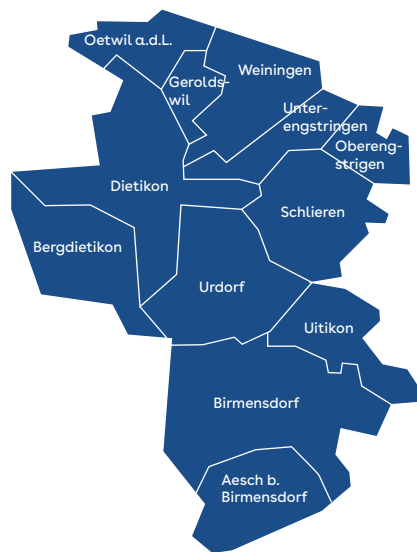 Oetwil a.d.L.
Gerolds-
wil
Weiningen
Unter-
engstringen
Obereng-
strigen
Dietikon
Schlieren
Bergdietikon
Urdorf
Uitikon
Birmensdorf
Aesch b.
Birmensdorf